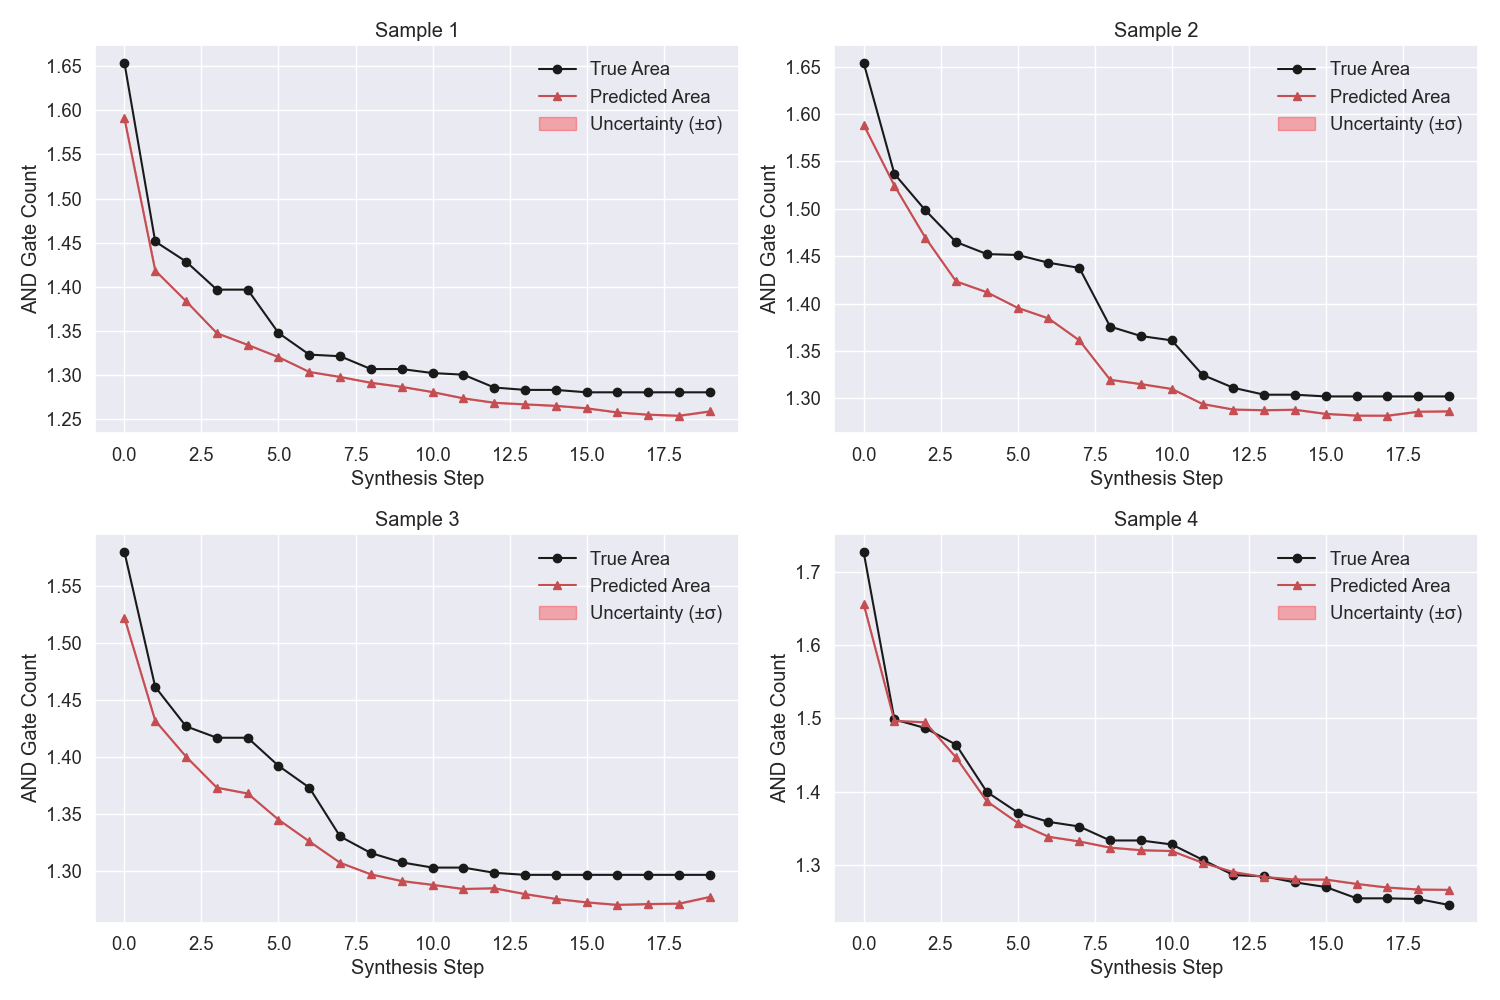 Sample 1
True Area
Predicted Area
Uncertainty (±σ)
AND Gate Count
1.65
1.60
1.55
1.50
1.45
1.40
1.35
1.30
1.25
0.0 2.5 5.0 7.5 10.0 12.5 15.0 17.5
Synthesis Step
Sample 2
True Area
Predicted Area
Uncertainty (±σ)
AND Gate Count
1.65
1.60
1.55
1.50
1.45
1.40
1.35
1.30
0.0 2.5 5.0 7.5 10.0 12.5 15.0 17.5
Synthesis Step
Sample 3
True Area
Predicted Area
Uncertainty (±σ)
AND Gate Count
1.55
1.50
1.45
1.40
1.35
1.30
0.0 2.5 5.0 7.5 10.0 12.5 15.0 17.5
Synthesis Step
Sample 4
True Area
Predicted Area
Uncertainty (±σ)
AND Gate Count
1.7
1.6
1.5
1.4
1.3
0.0 2.5 5.0 7.5 10.0 12.5 15.0 17.5
Synthesis Step